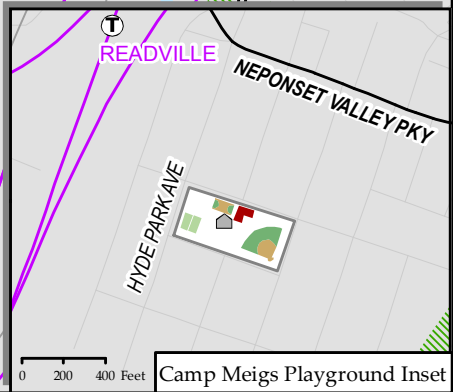 T
READVILLE
NEPONSET VALLEY PKY
HYDE PARK AVE
0 200 400 Feet
Camp Meigs Playground Inset